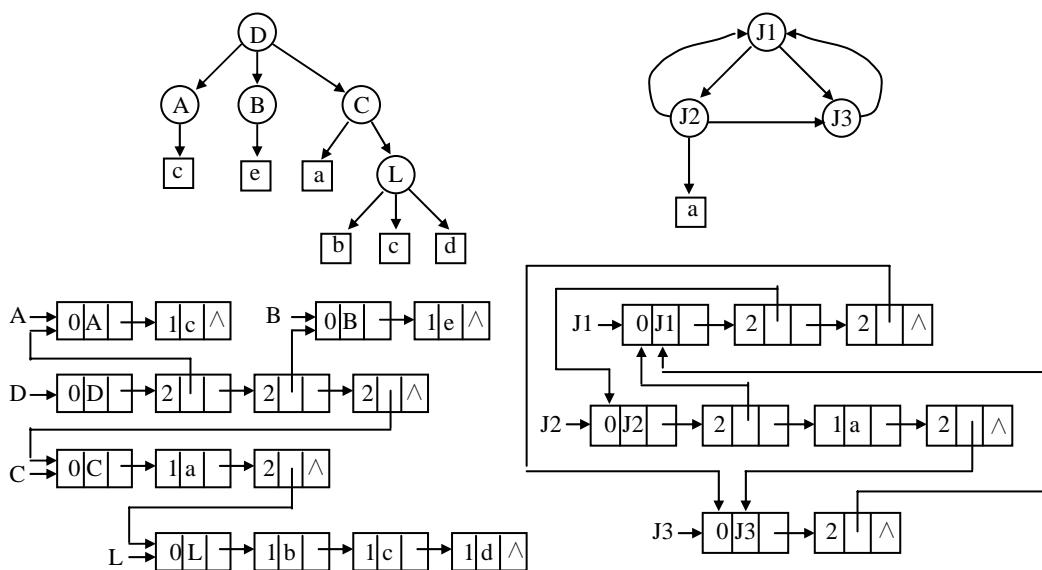 D
A B C
c e a
L
b c d
J1
J2 J3
a
A 0 A 1 c ∧ B 0 B 1 e ∧
D 0 D 2 2 2 ∧
C 0 C 1 a 2 ∧
L 0 L 1 b 1 c 1 d ∧
J1 0 J1 2 2 ∧
J2 0 J2 2 1 a 2 ∧
J3 0 J3 2 ∧